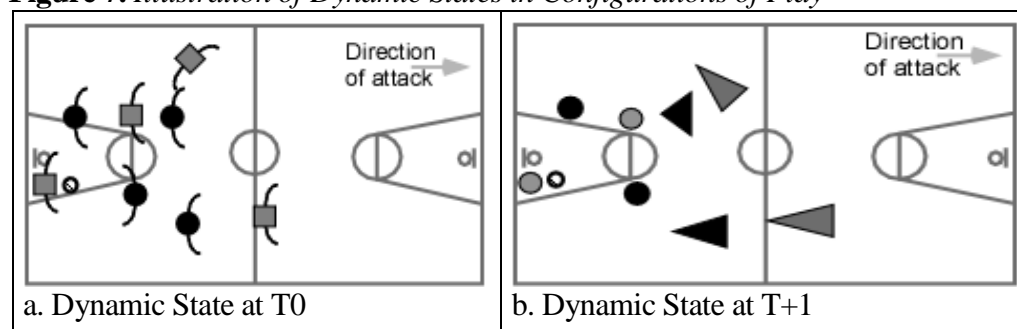 Figure 7. Illustration of Dynamic States in Configurations of Play
Direction
of attack
Direction
of attack
a. Dynamic State at T0
b. Dynamic State at T+1